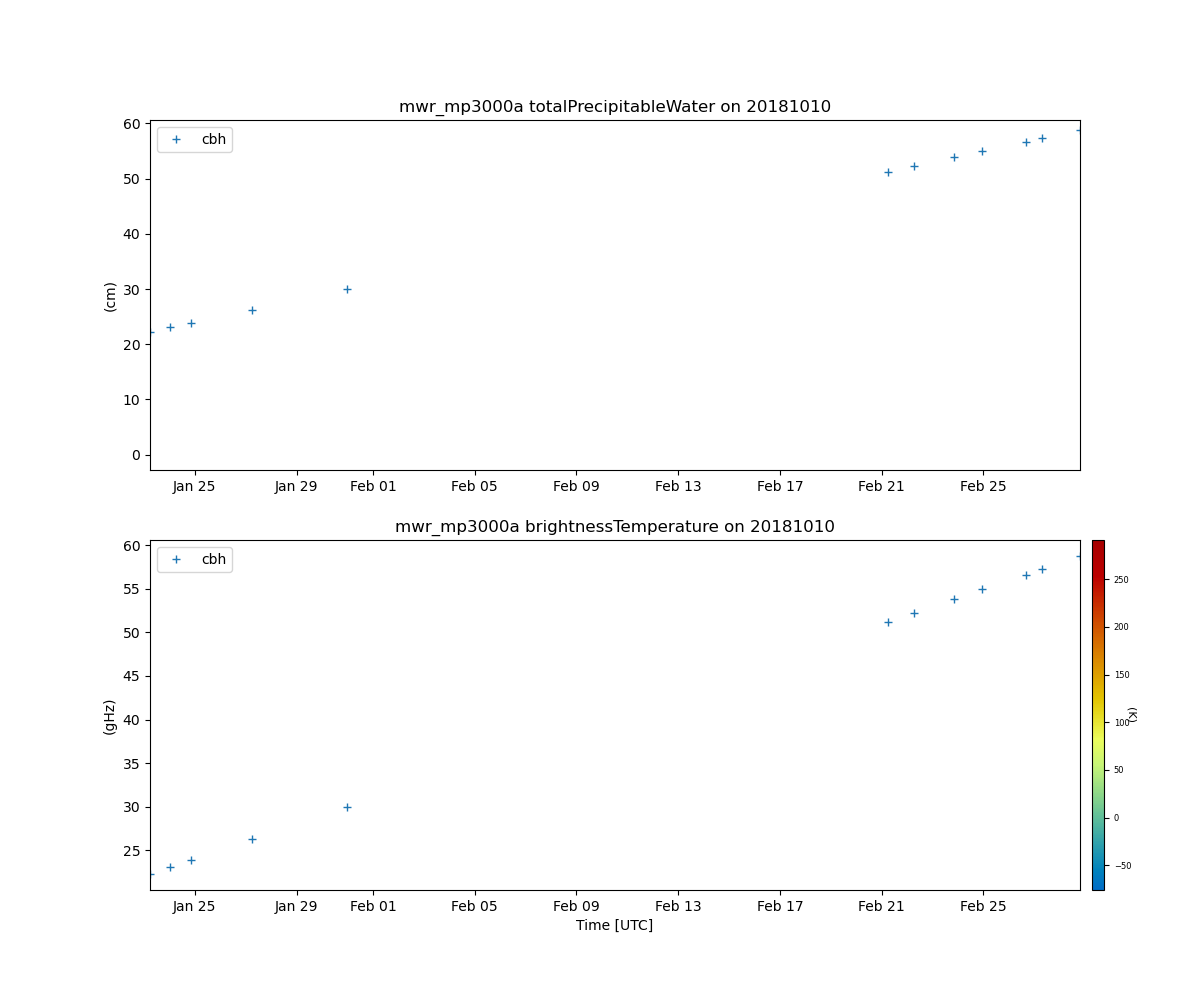 mwr_mp3000a totalPrecipitableWater on 20181010
cbh
60
50
40
30
20
10
0
(cm)
Jan 25 Jan 29 Feb 01 Feb 05 Feb 09 Feb 13 Feb 17 Feb 21 Feb 25
mwr_mp3000a brightnessTemperature on 20181010
cbh
60
55
50
45
40
35
30
25
(gHz)
Jan 25 Jan 29 Feb 01 Feb 05 Feb 09 Feb 13 Feb 17 Feb 21 Feb 25
Time [UTC]
250
200
150
100
50
0
−50
(K)